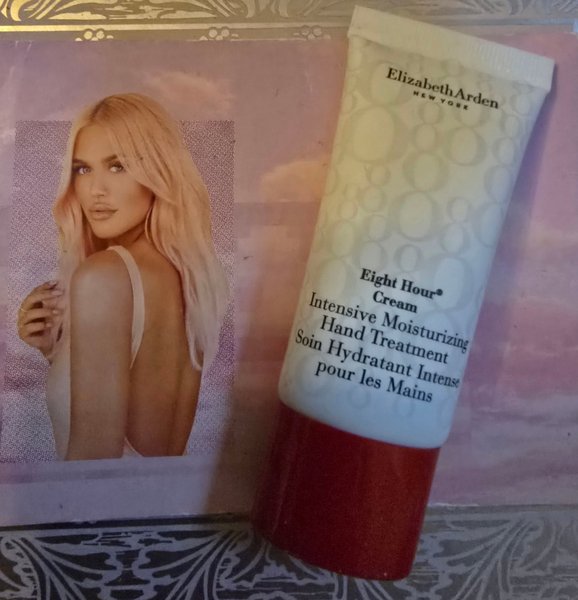 ElizabethArden
NEW YORK
Eight Hour®
Cream
Intensive Moisturizing
Hand Treatment
Soin Hydratant Intense
pour les Mains